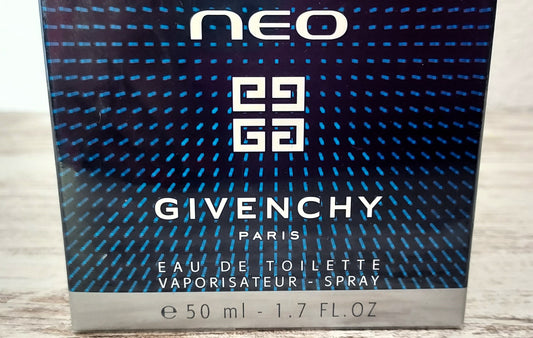 neo
GIVENCHY
PARIS
EAU DE TOILETTE
VAPORISATEUR - SPRAY
e 50 ml - 1.7 FL.OZ